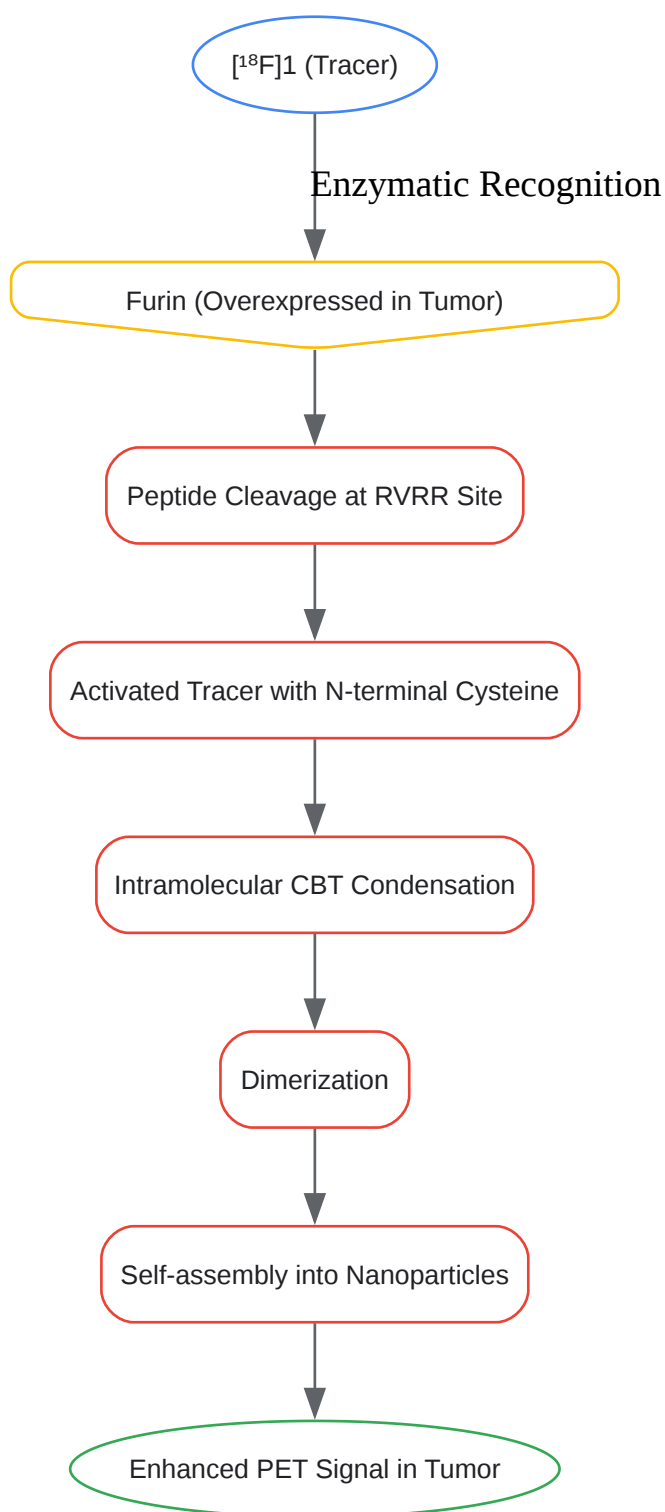 [¹⁸F]1 (Tracer)
Enzymatic Recognition
Furin (Overexpressed in Tumor)
Peptide Cleavage at RVRR Site
Activated Tracer with N-terminal Cysteine
Intramolecular CBT Condensation
Dimerization
Self-assembly into Nanoparticles
Enhanced PET Signal in Tumor